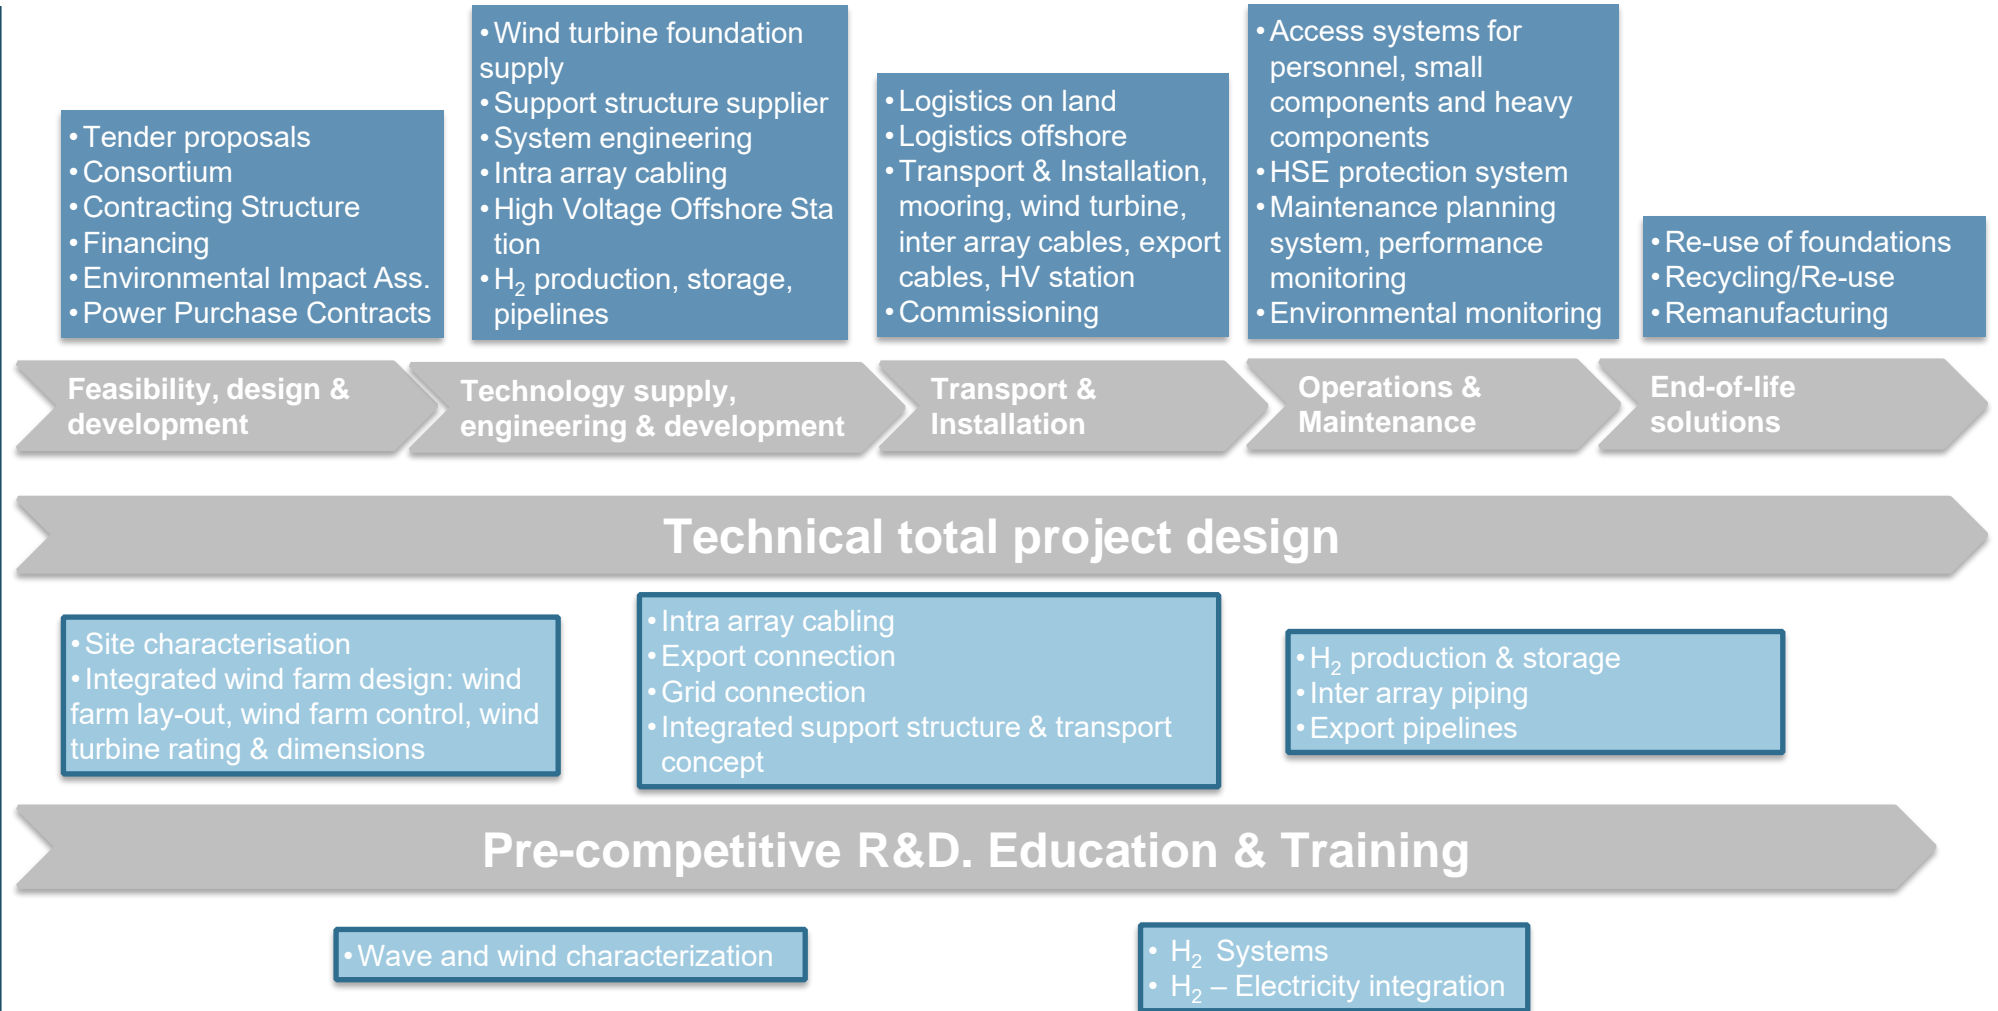 • Tender proposals
• Consortium
• Contracting Structure
• Financing
• Environmental Impact Ass.
• Power Purchase Contracts
• Wind turbine foundation
supply
• Support structure supplier
• System engineering
• Intra array cabling
• High Voltage Offshore Sta
tion
• H₂ production, storage,
pipelines
• Logistics on land
• Logistics offshore
• Transport & Installation,
mooring, wind turbine,
inter array cables, export
cables, HV station
• Commissioning
• Access systems for
personnel, small
components and heavy
components
• HSE protection system
• Maintenance planning
system, performance
monitoring
• Environmental monitoring
• Re-use of foundations
• Recycling/Re-use
• Remanufacturing
Feasibility, design &
development
Technology supply,
engineering & development
Transport &
Installation
Operations &
Maintenance
End-of-life
solutions
Technical total project design
• Site characterisation
• Integrated wind farm design: wind
farm lay-out, wind farm control, wind
turbine rating & dimensions
• Intra array cabling
• Export connection
• Grid connection
• Integrated support structure & transport
concept
• H₂ production & storage
• Inter array piping
• Export pipelines
Pre-competitive R&D. Education & Training
• Wave and wind characterization
• H₂ Systems
• H₂ – Electricity integration